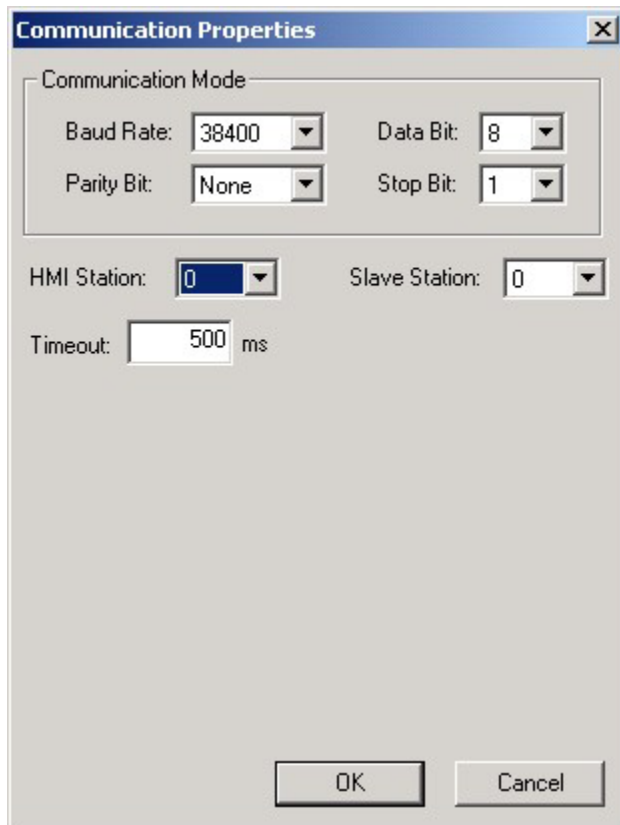 Communication Properties
Communication Mode
Baud Rate: 38400 Data Bit: 8
Parity Bit: None Stop Bit: 1
HMI Station: 0 Slave Station: 0
Timeout: 500 ms
OK Cancel